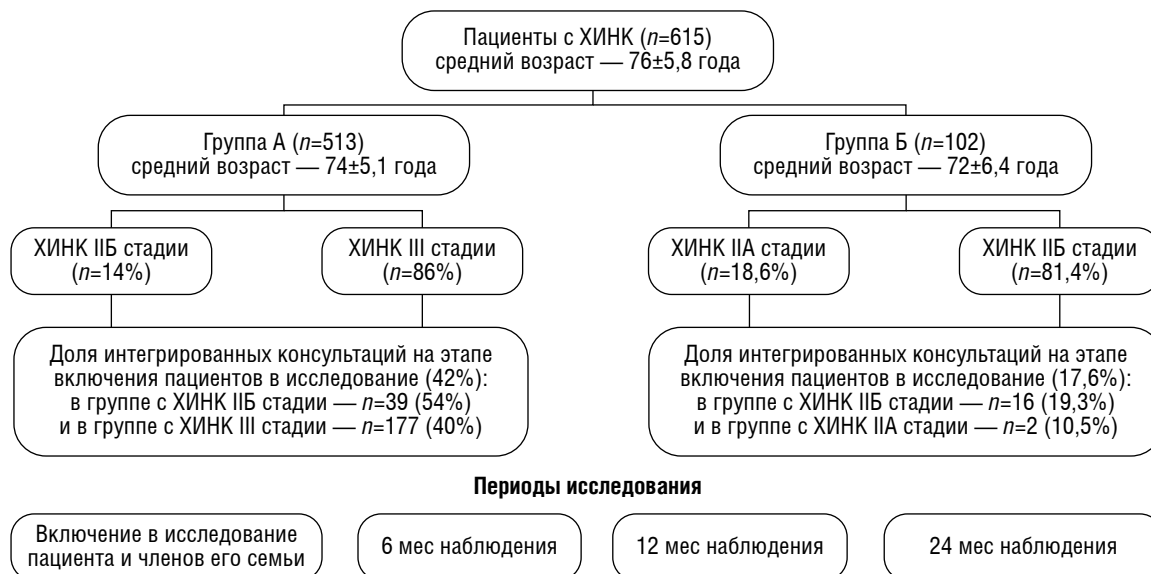 Пациенты с ХИНК (n=615)
средний возраст — 76±5,8 года
Группа А (n=513)
средний возраст — 74±5,1 года
Группа Б (n=102)
средний возраст — 72±6,4 года
ХИНК IIБ стадии
(n=14%)
ХИНК III стадии
(n=86%)
ХИНК IIА стадии
(n=18,6%)
ХИНК IIБ стадии
(n=81,4%)
Доля интегрированных консультаций на этапе
включения пациентов в исследование (42%):
в группе с ХИНК IIБ стадии — n=39 (54%)
и в группе с ХИНК III стадии — n=177 (40%)
Доля интегрированных консультаций на этапе
включения пациентов в исследование (17,6%):
в группе с ХИНК IIБ стадии — n=16 (19,3%)
и в группе с ХИНК IIА стадии — n=2 (10,5%)
Периоды исследования
Включение в исследование
пациента и членов его семьи
6 мес наблюдения
12 мес наблюдения
24 мес наблюдения